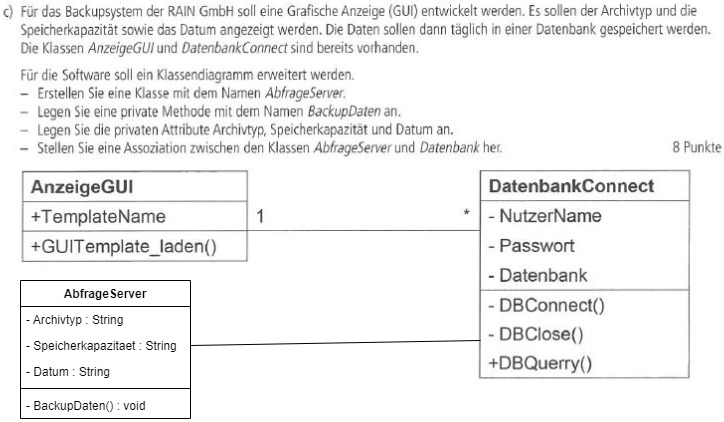 c) Für das Backupsystem der RAIN GmbH soll eine Grafische Anzeige (GUI) entwickelt werden. Es sollen der Archivtyp und die
Speicherkapazität sowie das Datum angezeigt werden. Die Daten sollen dann täglich in einer Datenbank gespeichert werden.
Die Klassen AnzeigeGUI und DatenbankConnect sind bereits vorhanden.
Für die Software soll ein Klassendiagramm erweitert werden.
– Erstellen Sie eine Klasse mit dem Namen AbfrageServer.
– Legen Sie eine private Methode mit dem Namen BackupDaten an.
– Legen Sie die privaten Attribute Archivtyp, Speicherkapazität und Datum an.
– Stellen Sie eine Assoziation zwischen den Klassen AbfrageServer und Datenbank her. 8 Punkte
AnzeigeGUI
+TemplateName
+GUITemplate_laden()
1 *
DatenbankConnect
- NutzerName
- Passwort
- Datenbank
- DBConnect()
- DBClose()
+DBQuerry()
AbfrageServer
- Archivtyp : String
- Speicherkapazitaet : String
- Datum : String
- BackupDaten() : void